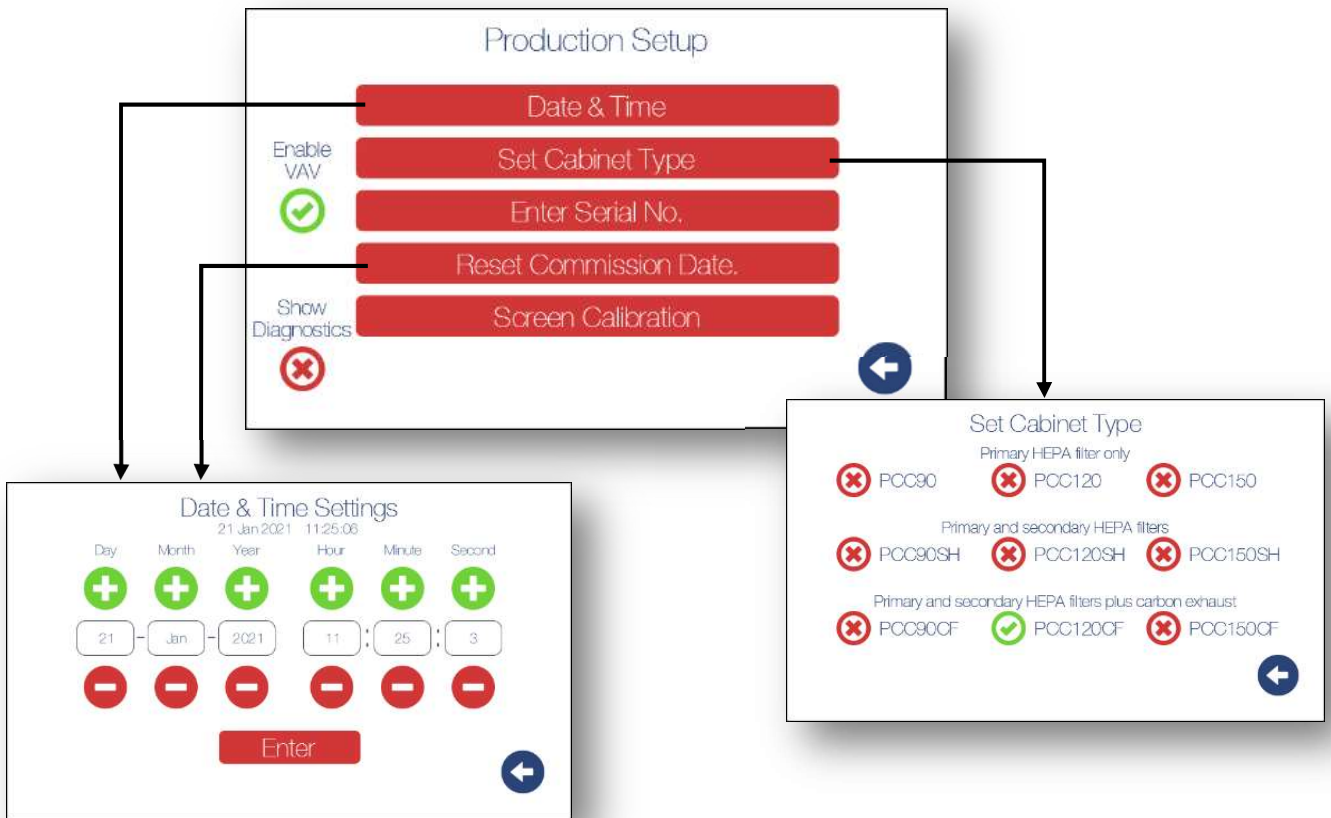 Production Setup
Date & Time
Enable
VAV
Set Cabinet Type
Enter Serial No.
Reset Commission Date.
Show
Diagnostics
Screen Calibration
Set Cabinet Type
Primary HEPA filter only
PCC90 PCC120 PCC150
Primary and secondary HEPA filters
PCC90SH PCC120SH PCC150SH
Primary and secondary HEPA filters plus carbon exhaust
PCC90CF PCC120CF PCC150CF
Date & Time Settings
21 Jan 2021 11:25:06
Day Month Year Hour Minute Second
21 - Jan - 2021 11 : 25 : 3
Enter